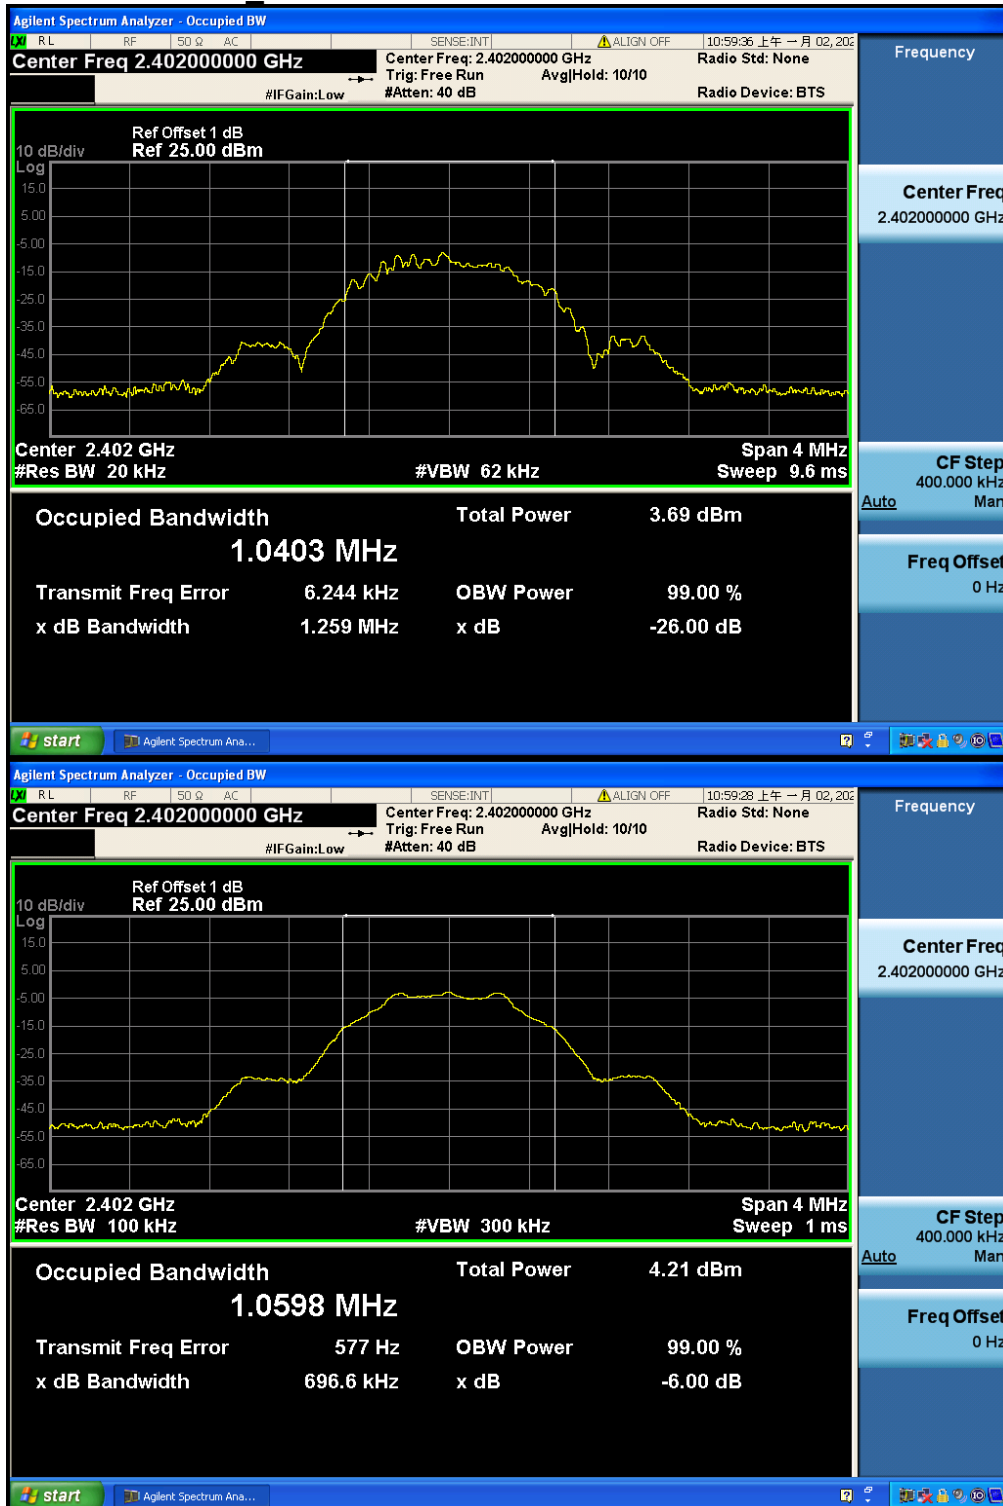 Agilent Spectrum Analyzer - Occupied BW
LXI RL RF 50 Ω AC SENSE:INT ALIGN OFF 10:59:36 上午 一月 02, 202
Center Freq 2.402000000 GHz
Center Freq: 2.402000000 GHz
Radio Std: None
Trig: Free Run Avg|Hold: 10/10
#IFGain:Low
#Atten: 40 dB
Radio Device: BTS
Frequency
Ref Offset 1 dB
10 dB/div Ref 25.00 dBm
Log
15.0
5.00
-5.00
-15.0
-25.0
-35.0
-45.0
-55.0
-65.0
Center Freq
2.402000000 GHz
Center 2.402 GHz Span 4 MHz
#Res BW 20 kHz #VBW 62 kHz Sweep 9.6 ms
CF Step
400.000 kHz
Auto Man
Occupied Bandwidth Total Power 3.69 dBm
1.0403 MHz
Transmit Freq Error 6.244 kHz OBW Power 99.00 %
x dB Bandwidth 1.259 MHz x dB -26.00 dB
Freq Offset
0 Hz
start Agilent Spectrum Ana...
Agilent Spectrum Analyzer - Occupied BW
LXI RL RF 50 Ω AC SENSE:INT ALIGN OFF 10:59:28 上午 一月 02, 202
Center Freq 2.402000000 GHz
Center Freq: 2.402000000 GHz
Radio Std: None
Trig: Free Run Avg|Hold: 10/10
#IFGain:Low
#Atten: 40 dB
Radio Device: BTS
Frequency
Ref Offset 1 dB
10 dB/div Ref 25.00 dBm
Log
15.0
5.00
-5.00
-15.0
-25.0
-35.0
-45.0
-55.0
-65.0
Center Freq
2.402000000 GHz
Center 2.402 GHz Span 4 MHz
#Res BW 100 kHz #VBW 300 kHz Sweep 1 ms
CF Step
400.000 kHz
Auto Man
Occupied Bandwidth Total Power 4.21 dBm
1.0598 MHz
Transmit Freq Error 577 Hz OBW Power 99.00 %
x dB Bandwidth 696.6 kHz x dB -6.00 dB
Freq Offset
0 Hz
start Agilent Spectrum Ana...